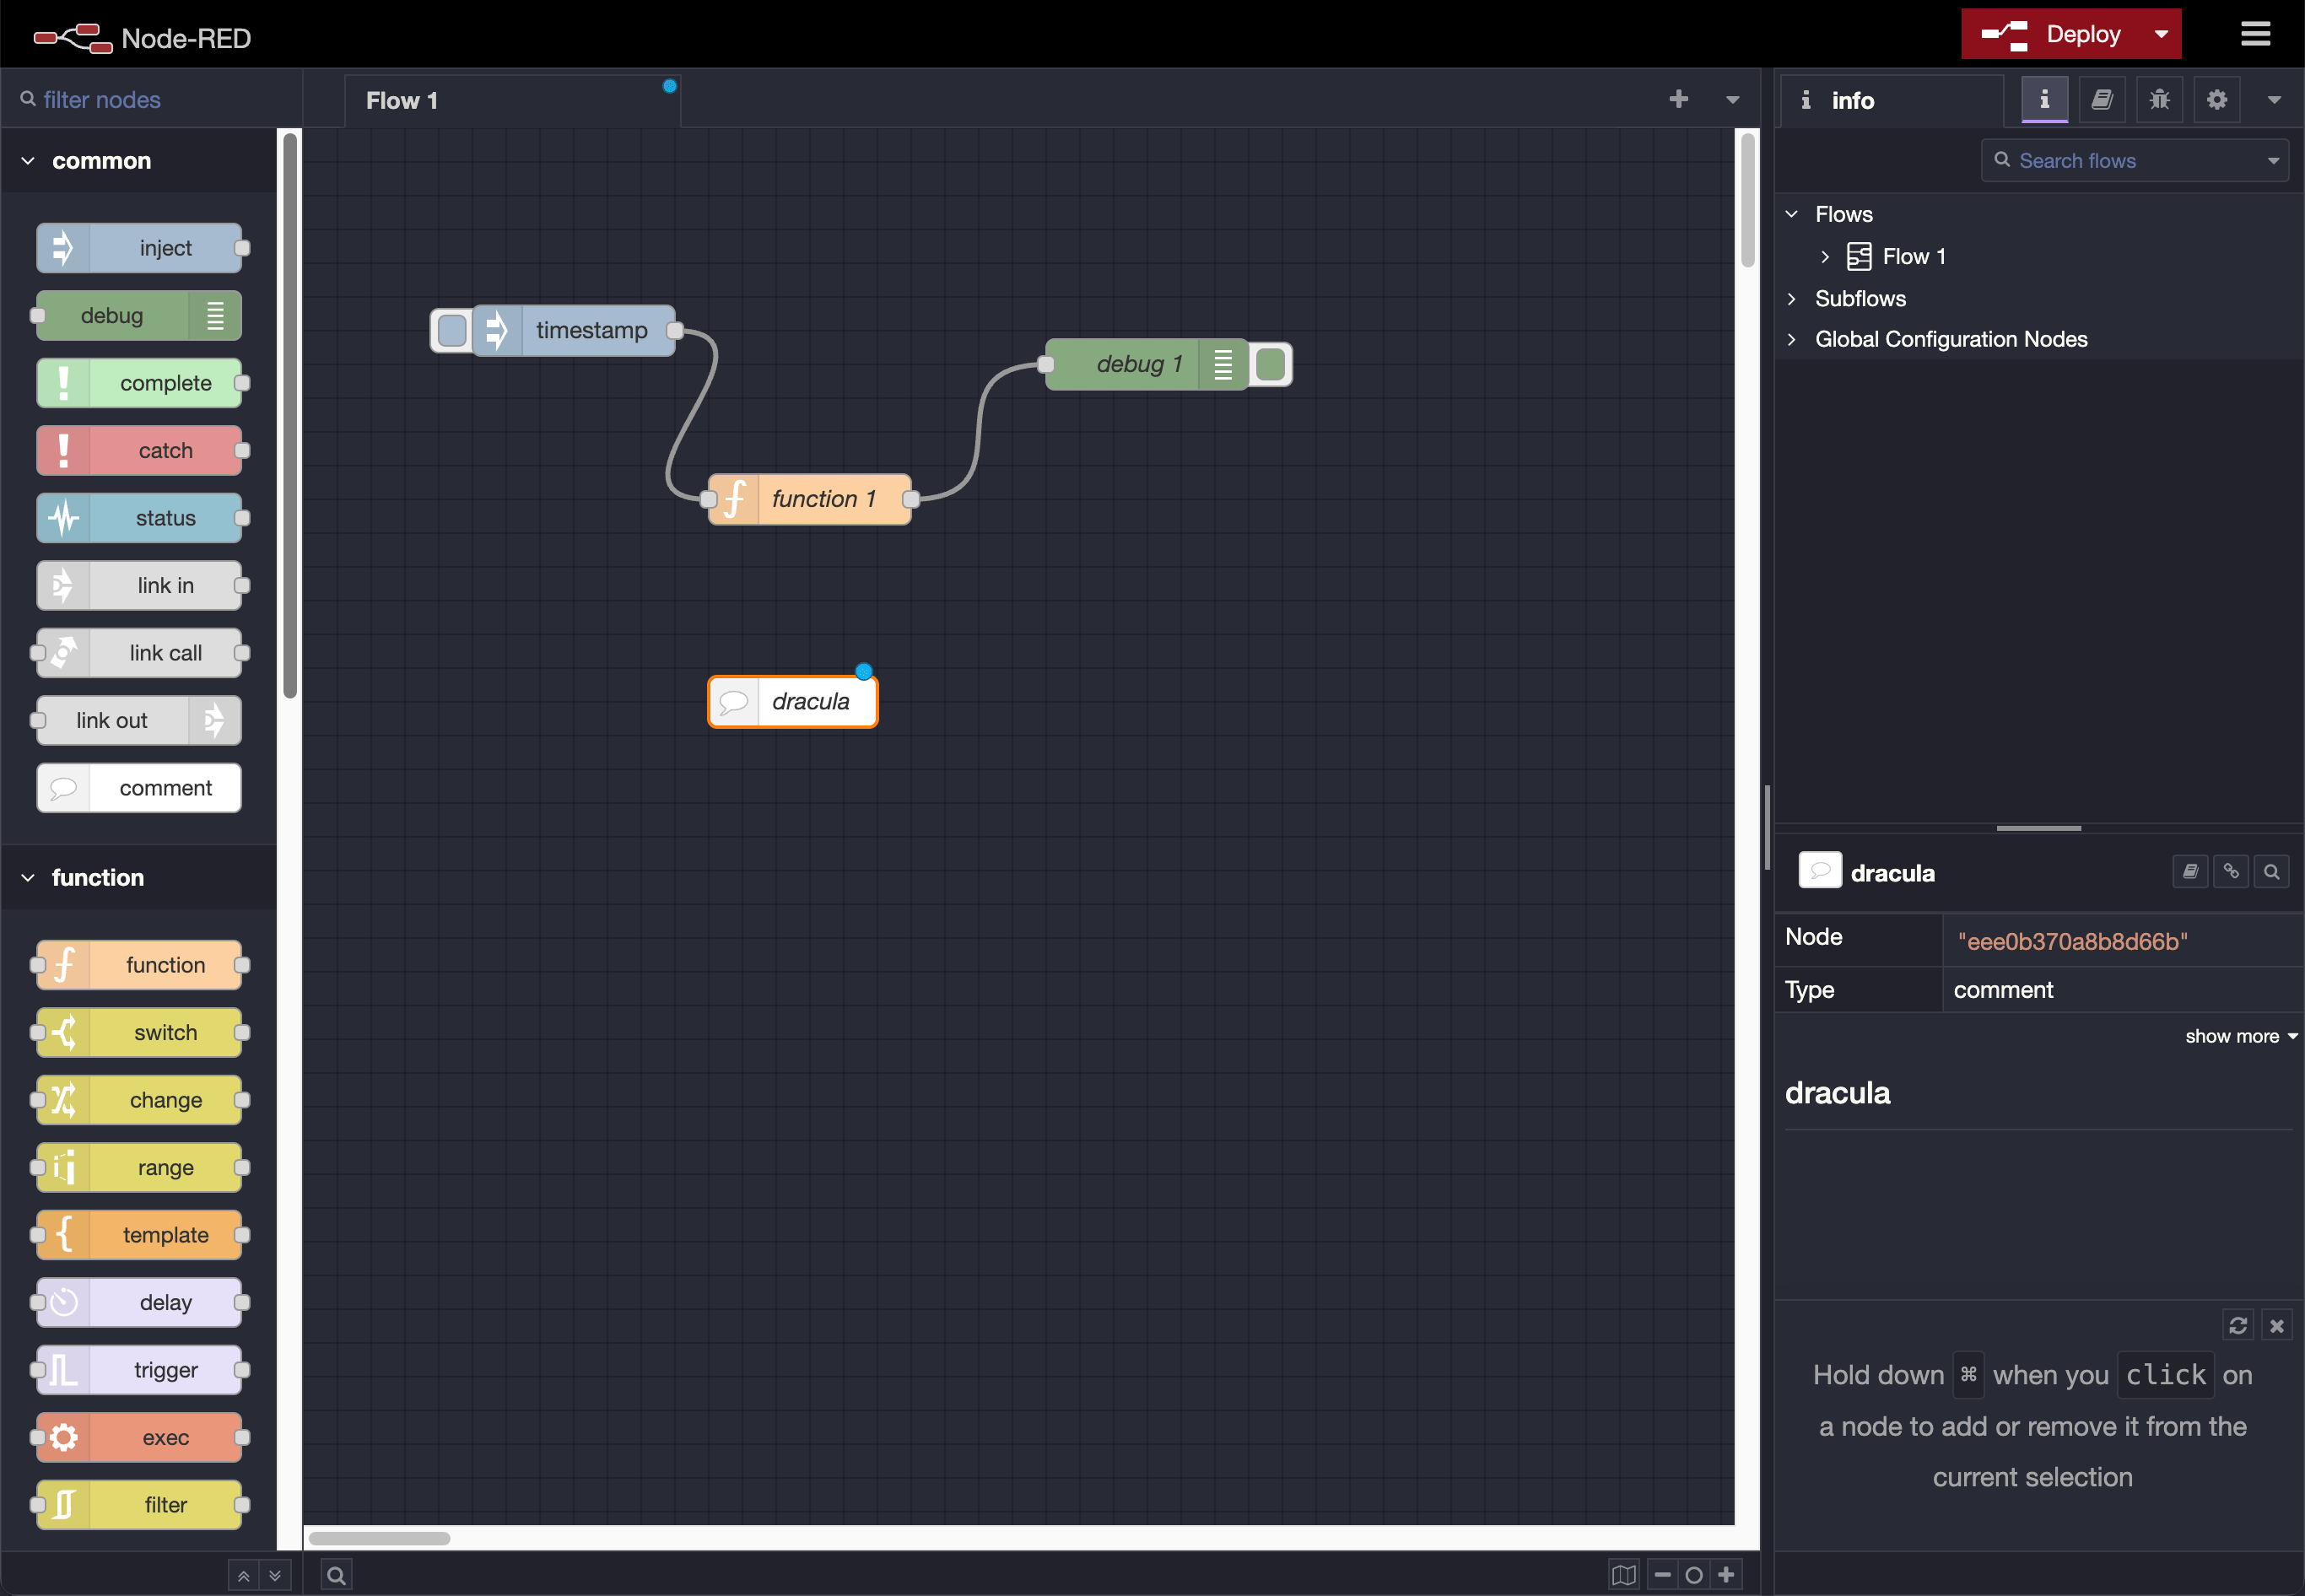 Node-RED
Deploy
filter nodes
Flow 1
info
common
Search flows
inject
debug
complete
catch
status
link in
link call
link out
comment
function
function
switch
change
range
template
delay
trigger
exec
filter
timestamp
debug 1
function 1
dracula
Flows
Flow 1
Subflows
Global Configuration Nodes
dracula
Node "eee0b370a8b8d66b"
Type comment
show more
dracula
Hold down ⌘ when you click on
a node to add or remove it from the
current selection